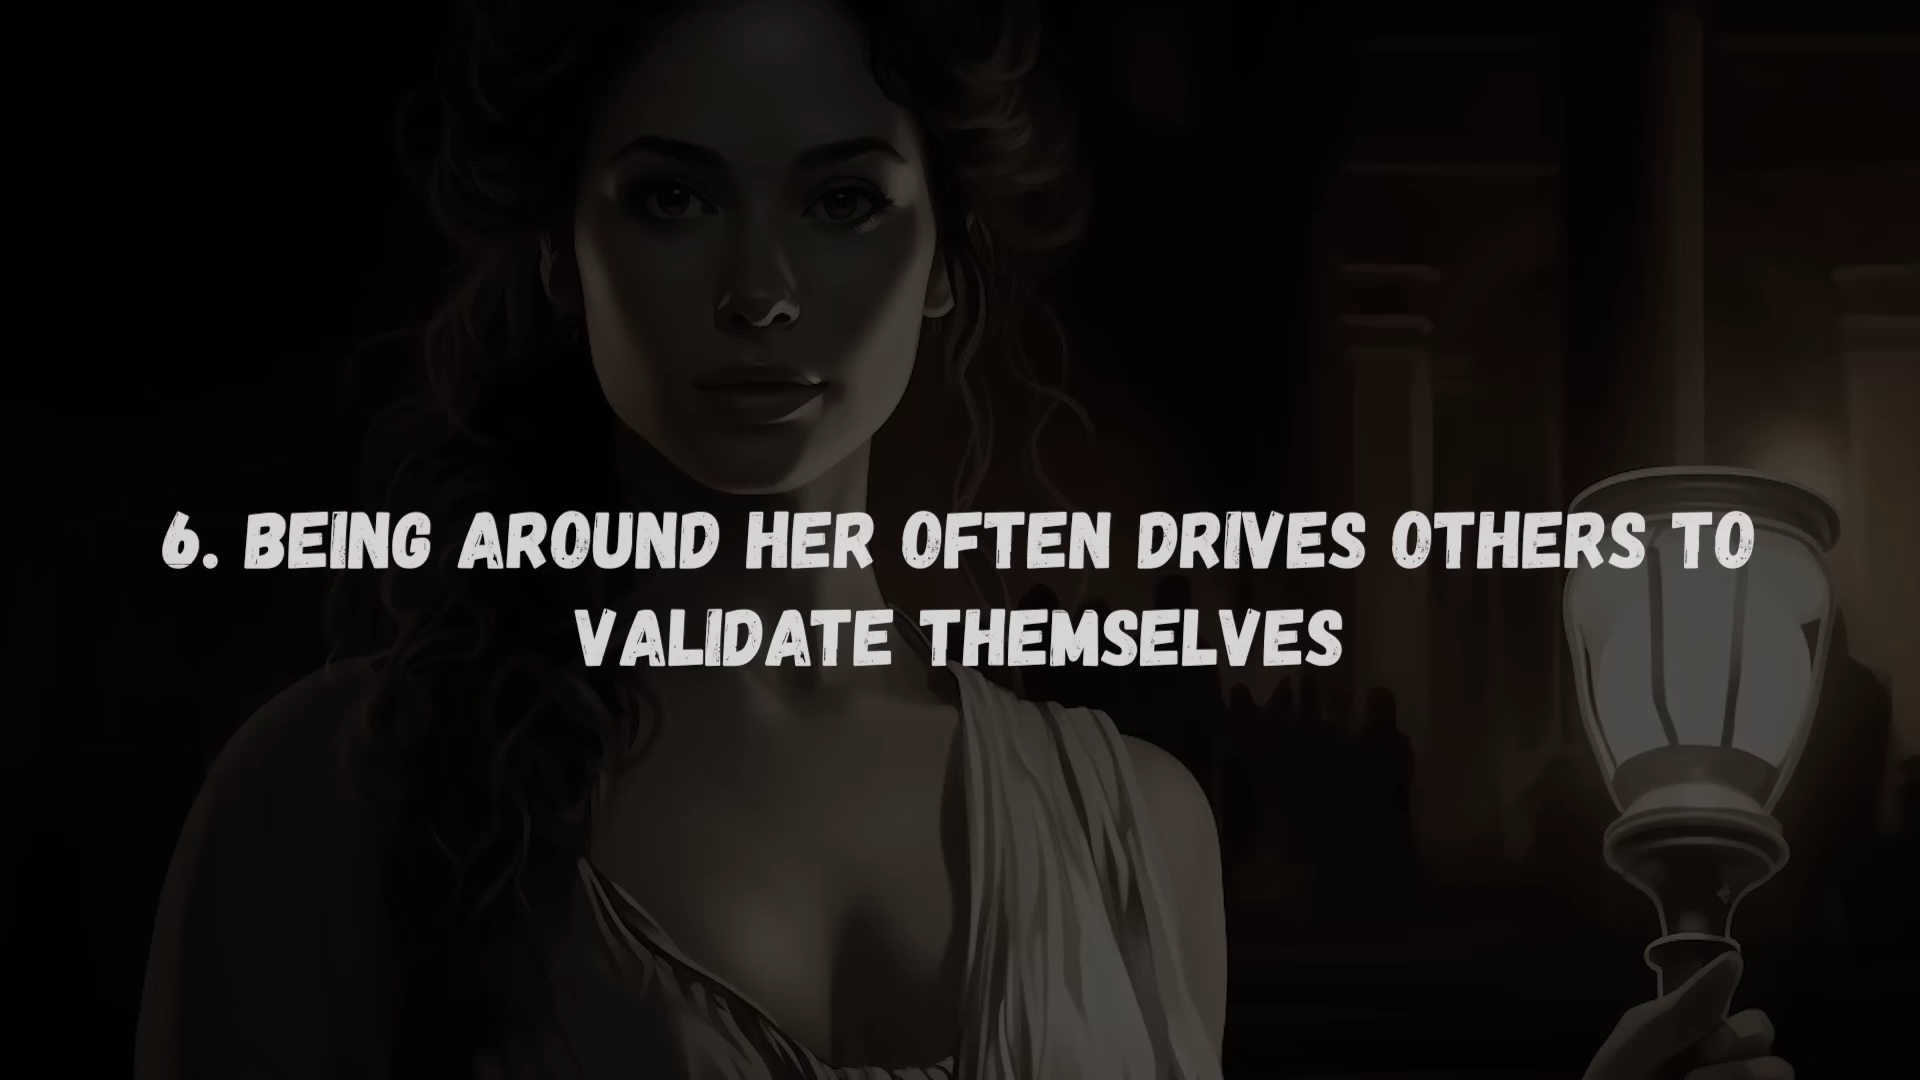 6. BEING AROUND HER OFTEN DRIVES OTHERS TO
VALIDATE THEMSELVES